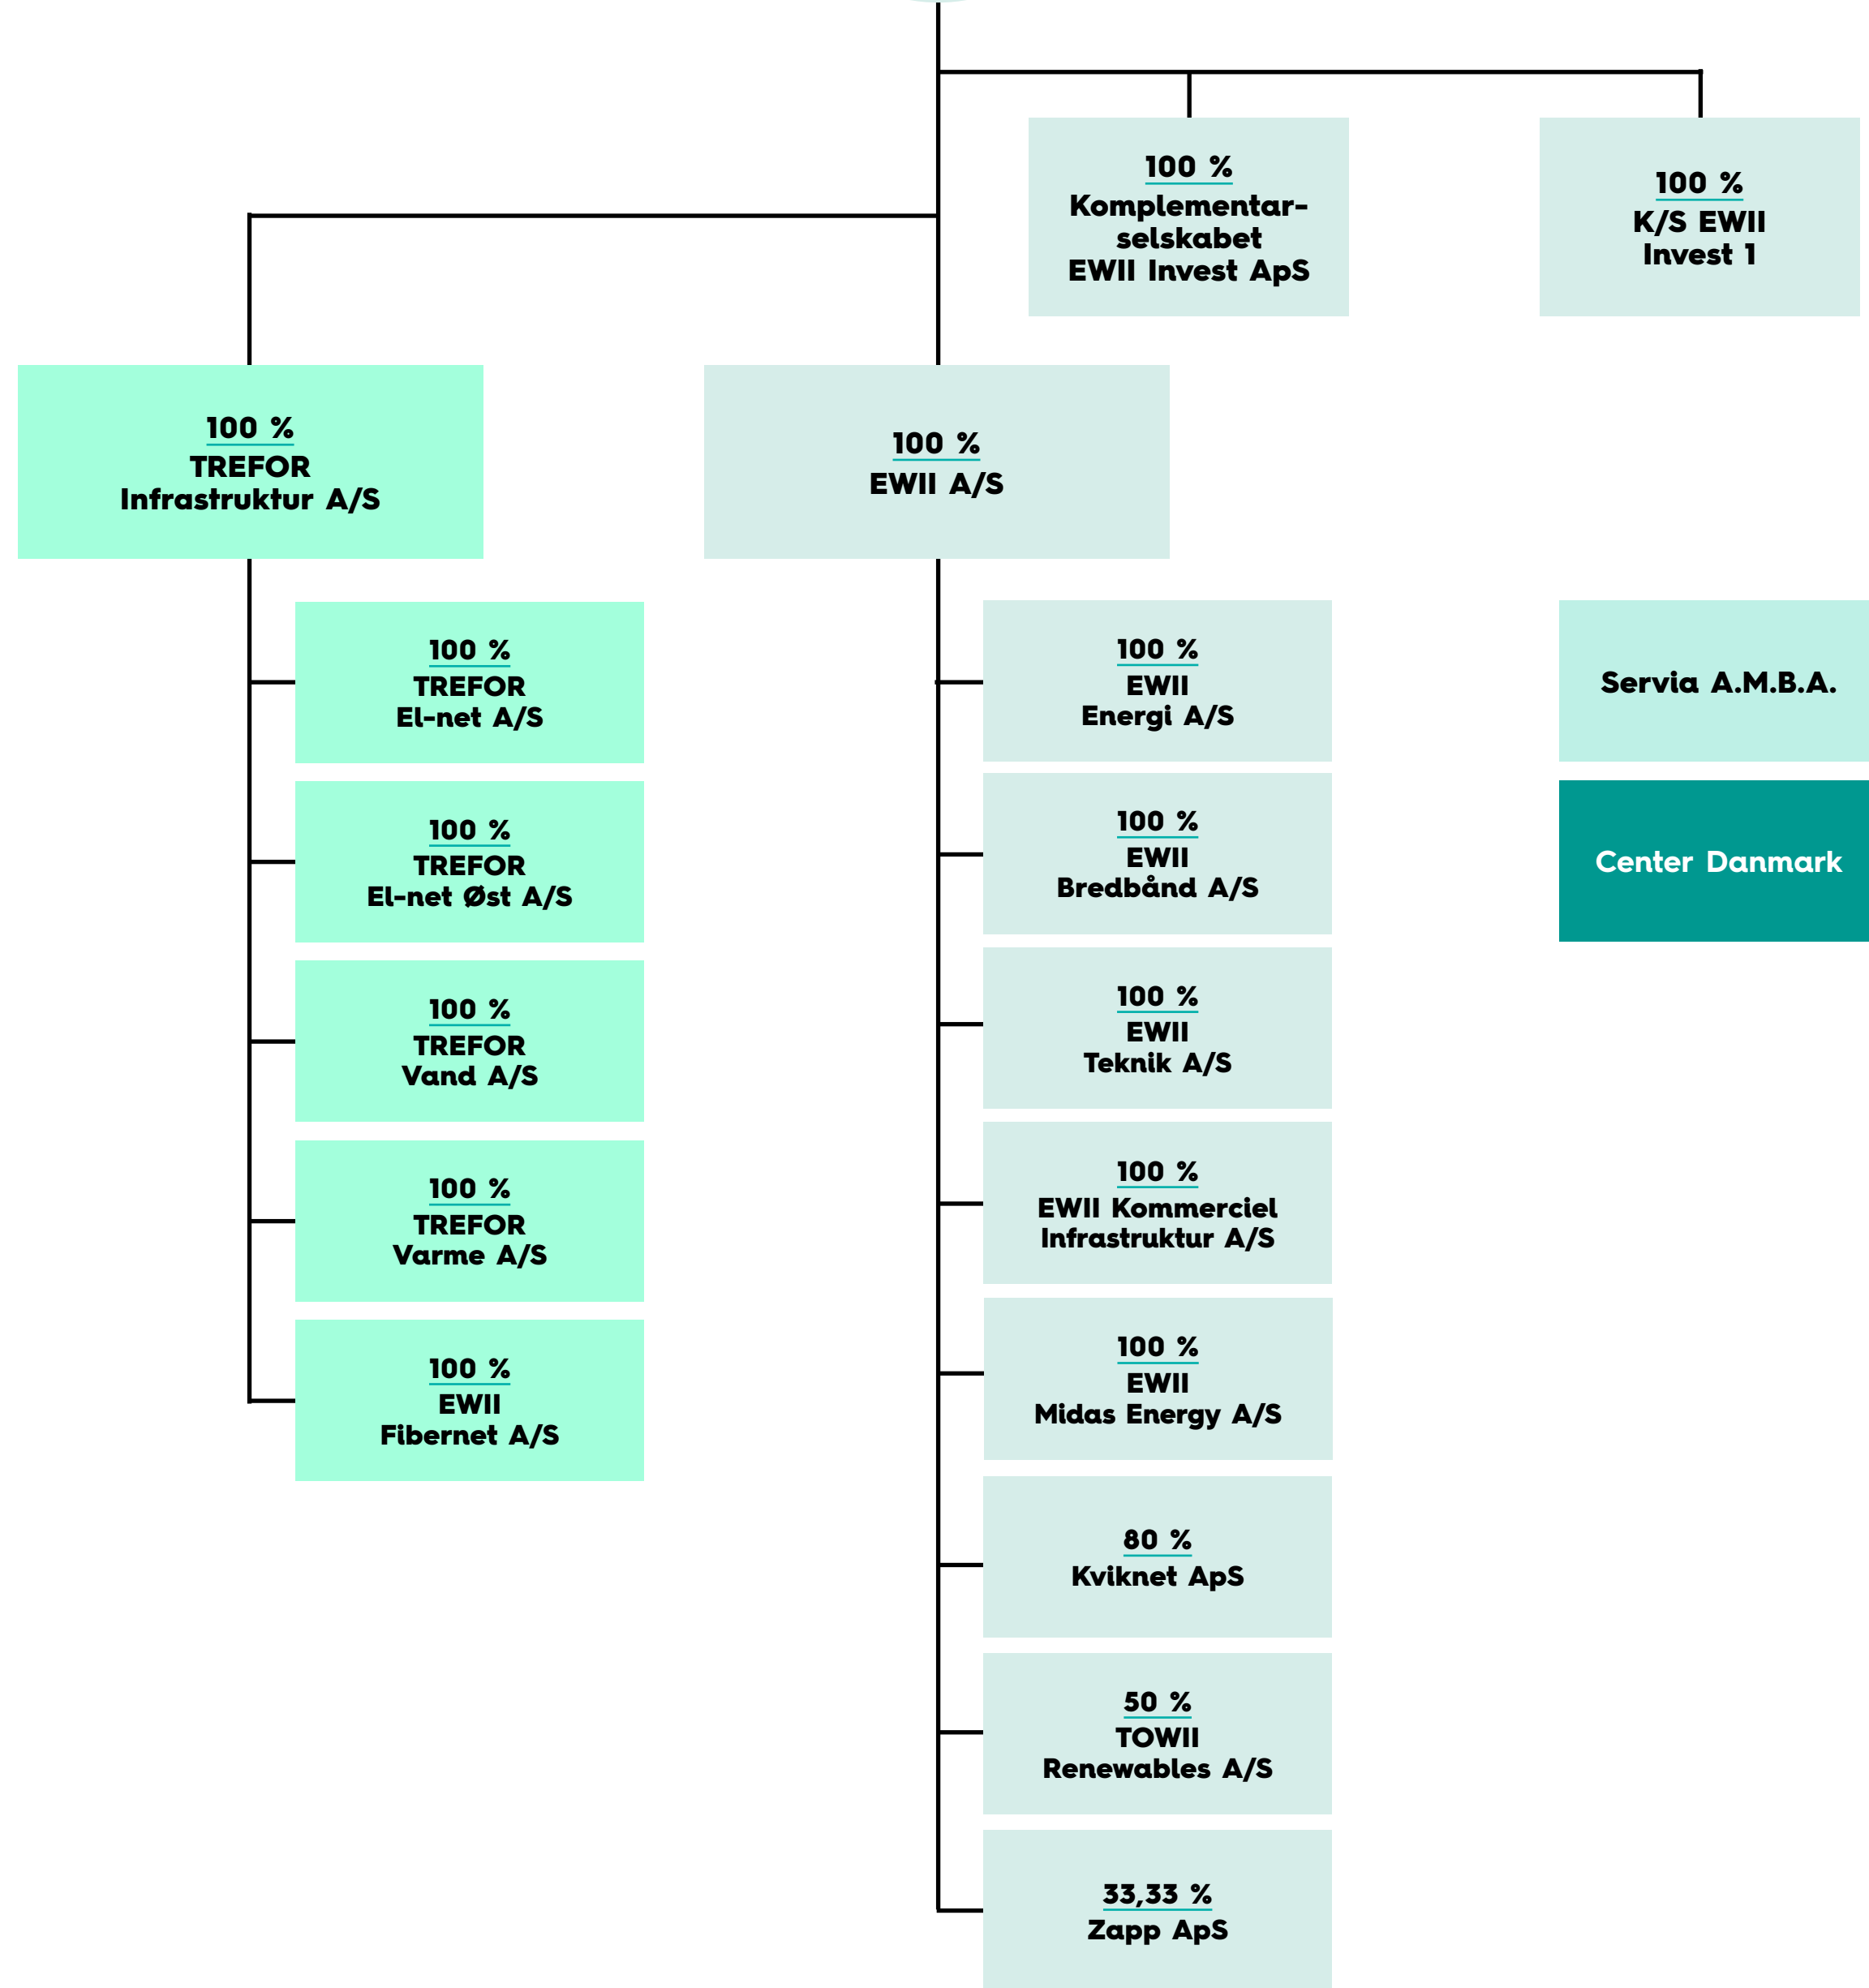 100 %
Komplementar-
selskabet
EWII Invest ApS
100 %
K/S EWII
Invest 1
100 %
TREFOR
Infrastruktur A/S
100 %
EWII A/S
100 %
TREFOR
El-net A/S
100 %
TREFOR
El-net Øst A/S
100 %
TREFOR
Vand A/S
100 %
TREFOR
Varme A/S
100 %
EWII
Fibernet A/S
100 %
EWII
Energi A/S
100 %
EWII
Bredbånd A/S
100 %
EWII
Teknik A/S
100 %
EWII Kommerciel
Infrastruktur A/S
100 %
EWII
Midas Energy A/S
80 %
Kviknet ApS
50 %
TOWII
Renewables A/S
33,33 %
Zapp ApS
Servia A.M.B.A.
Center Danmark